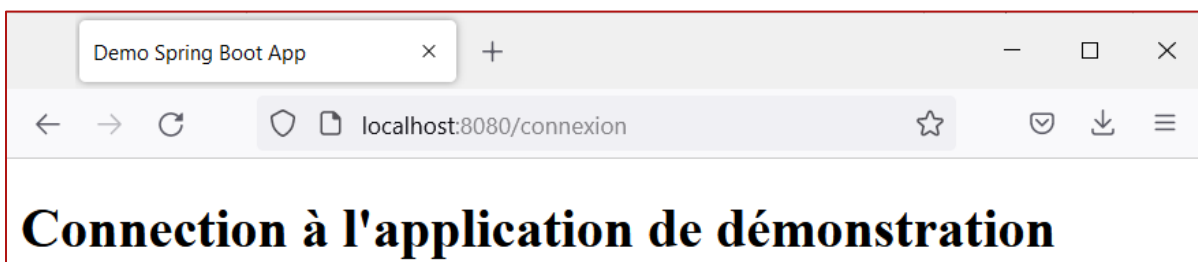 Demo Spring Boot App
localhost:8080/connexion
Connection à l'application de démonstration